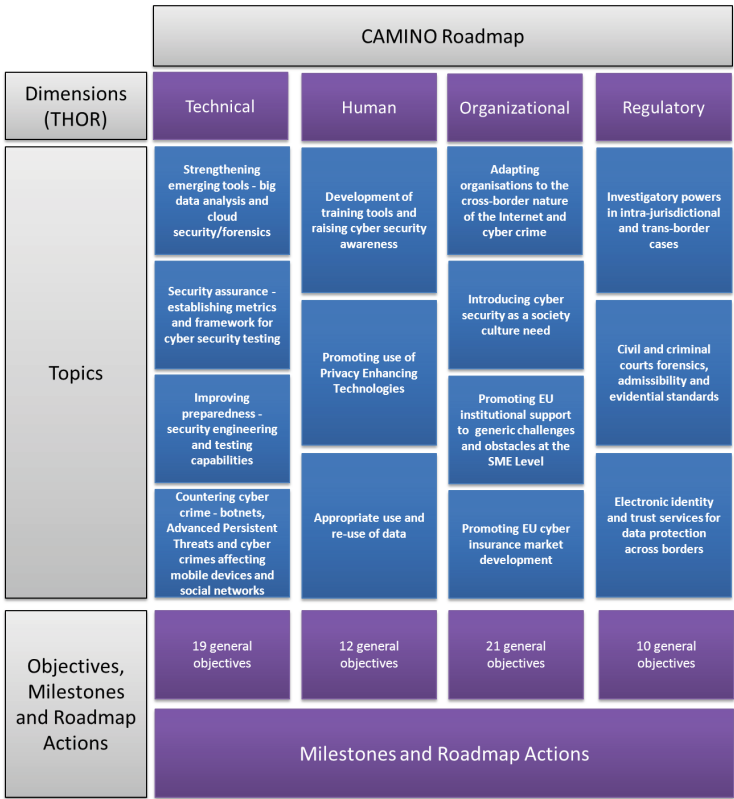 CAMINO Roadmap
Dimensions
(THOR)
Technical
Human
Organizational
Regulatory
Topics
Strengthening
emerging tools - big
data analysis and
cloud
security/forensics
Security assurance -
establishing metrics
and framework for
cyber security testing
Improving
preparedness -
security engineering
and testing
capabilities
Countering cyber
crime - botnets,
Advanced Persistent
Threats and cyber
crimes affecting
mobile devices and
social networks
Development of
training tools and
raising cyber security
awareness
Promoting use of
Privacy Enhancing
Technologies
Appropriate use and
re-use of data
Adapting
organisations to the
cross-border nature
of the Internet and
cyber crime
Introducing cyber
security as a society
culture need
Promoting EU
institutional support
to generic challenges
and obstacles at the
SME Level
Promoting EU cyber
insurance market
development
Investigatory powers
in intra-jurisdictional
and trans-border
cases
Civil and criminal
courts forensics,
admissibility and
evidential standards
Electronic identity
and trust services for
data protection
across borders
Objectives,
Milestones
and Roadmap
Actions
19 general
objectives
12 general
objectives
21 general
objectives
10 general
objectives
Milestones and Roadmap Actions